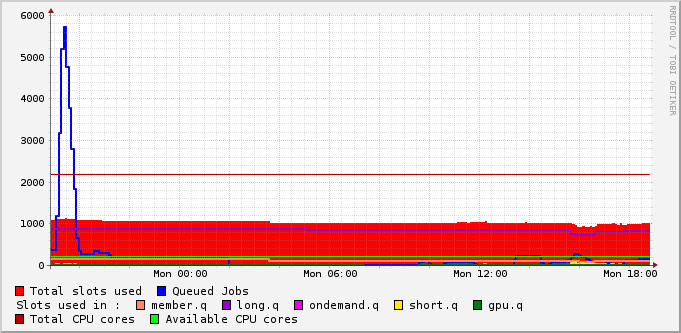 6000
5000
4000
3000
2000
1000
0
Mon 00:00 Mon 06:00 Mon 12:00 Mon 18:00
Total slots used Queued Jobs
Slots used in : member.q long.q ondemand.q short.q gpu.q
Total CPU cores Available CPU cores
RRDTOOL / TOBI OETIKER